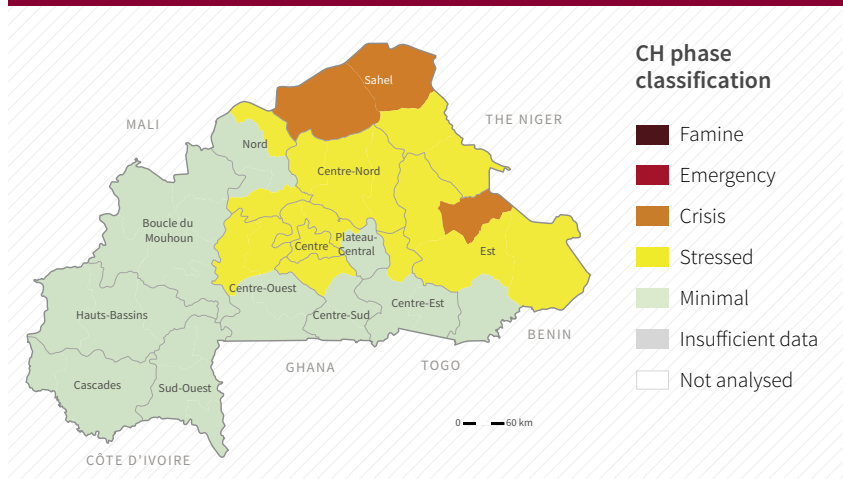 CH phase
classification
Famine
Emergency
Crisis
Stressed
Minimal
Insufficient data
Not analysed
MALI
THE NIGER
Sahel
Nord
Centre-Nord
Boucle du
Mouhoun
Centre
Plateau-
Central
Est
Centre-Ouest
Centre-Est
Centre-Sud
Hauts-Bassins
BENIN
GHANA
TOGO
Cascades
Sud-Ouest
0 60 km
CÔTE D'IVOIRE